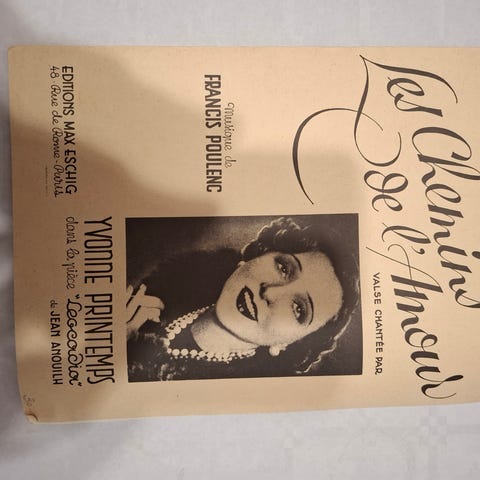 Les Chemins
de l'Amour
VALSE CHANTÉE PAR
Musique de
FRANCIS POULENC
YVONNE PRINTEMPS
dans la pièce "Leocadia"
de JEAN ANOUILH
EDITIONS MAX ESCHIG
48 · Rue de Rome · Paris